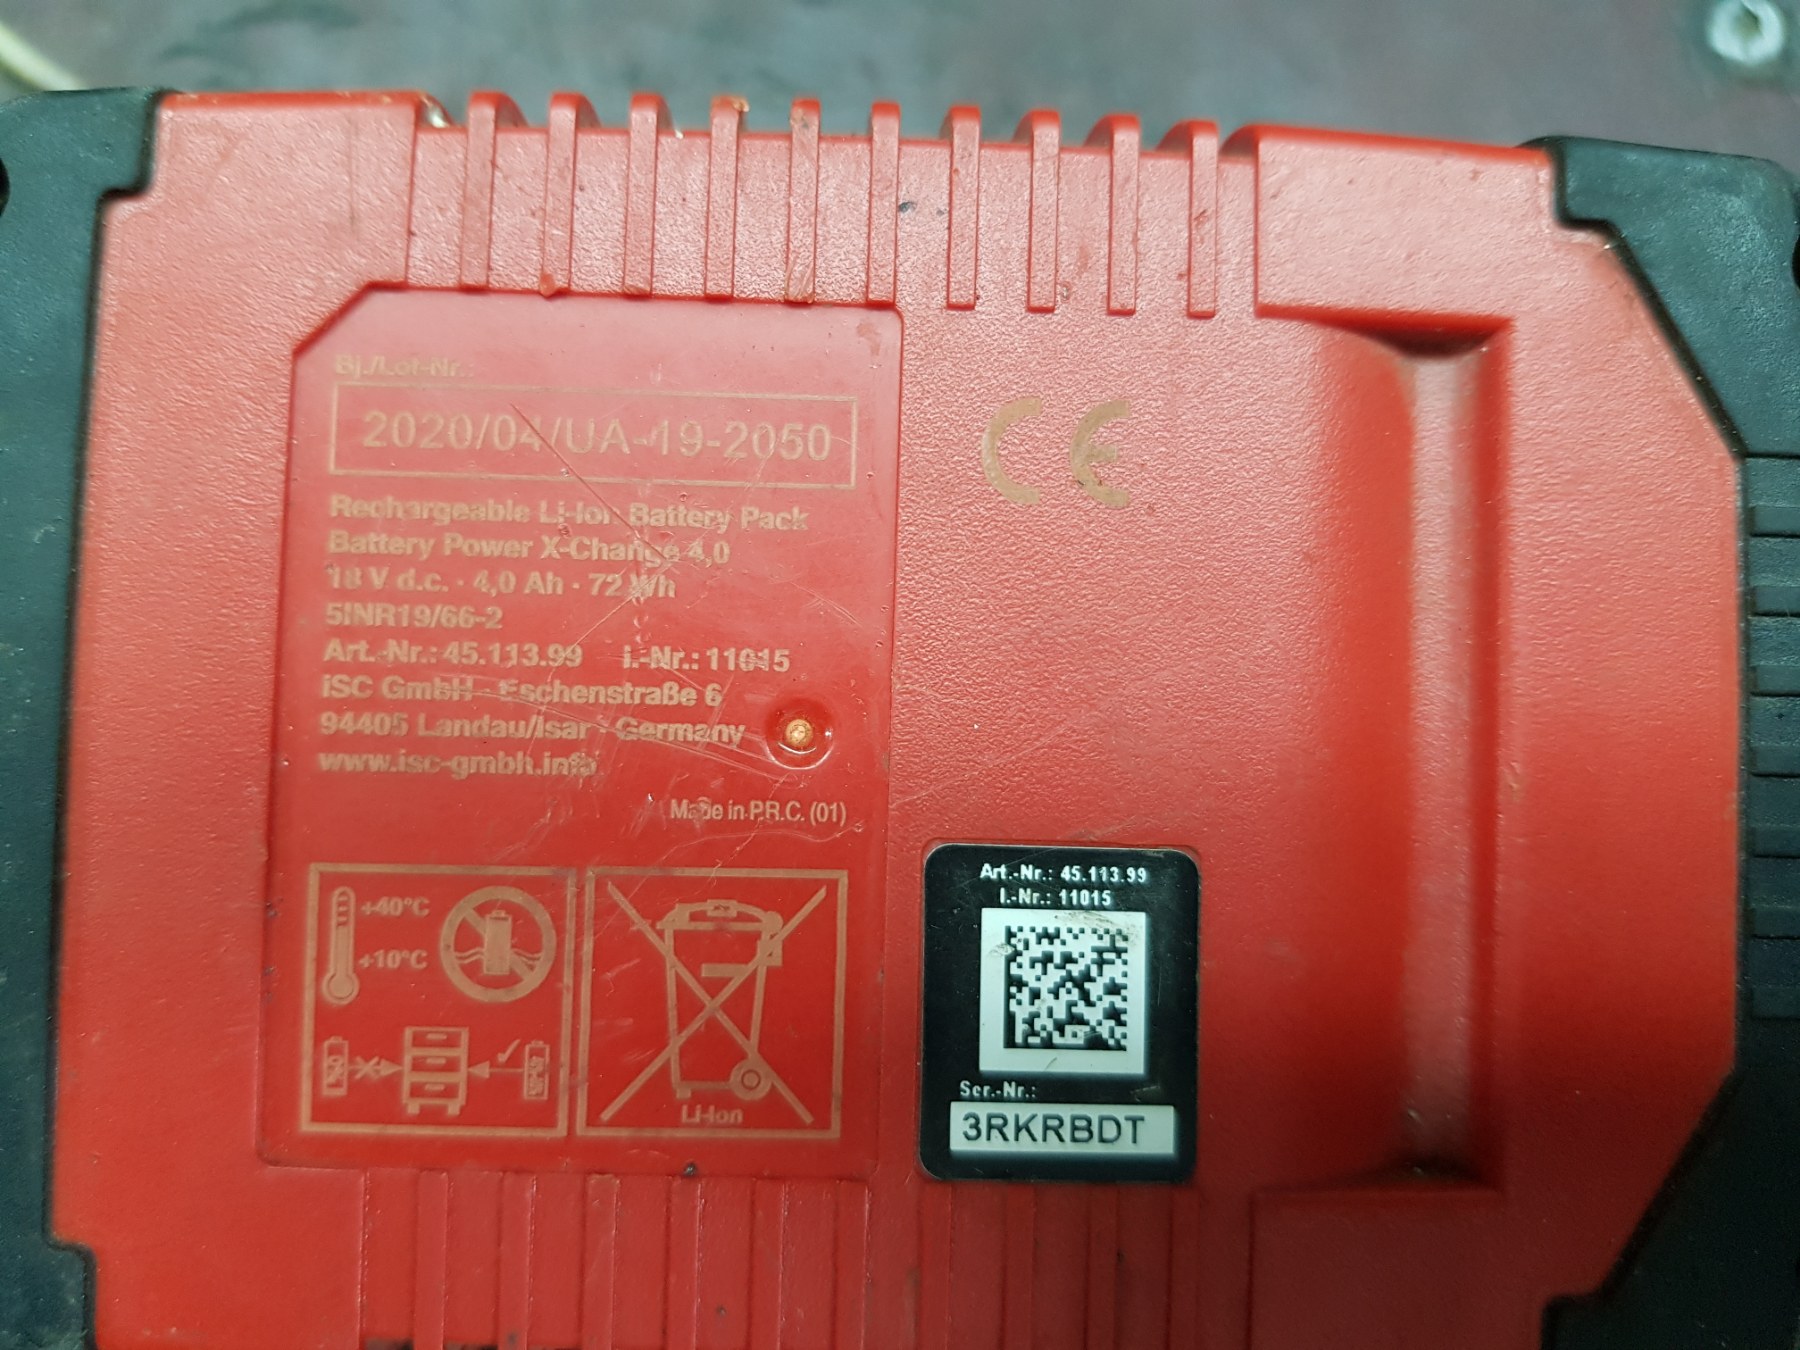 Bj./Lot-Nr.:
2020/04/UA-19-2050
Rechargeable Li-Ion Battery Pack
Battery Power X-Change 4,0
18 V d.c. · 4,0 Ah · 72 Wh
5INR19/66-2
Art.-Nr.: 45.113.99 I.-Nr.: 11015
iSC GmbH · Eschenstraße 6
94405 Landau/Isar · Germany
www.isc-gmbh.info
Made in P.R.C. (01)
CE
+40°C
+10°C
Li-Ion
Art.-Nr.: 45.113.99
I.-Nr.: 11015
Ser.-Nr.:
3RKRBDT